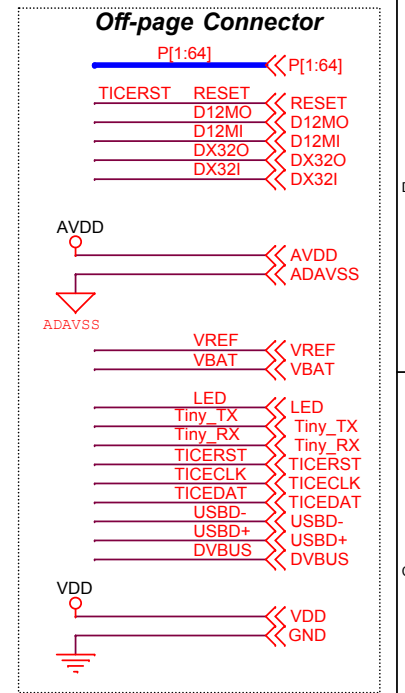 Off-page Connector
P[1:64] P[1:64]
TICERST RESET RESET
D12MO D12MO
D12MI D12MI
DX32O DX32O
DX32I DX32I
AVDD
AVDD
ADAVSS
ADAVSS
VREF VREF
VBAT VBAT
LED LED
Tiny_TX Tiny_TX
Tiny_RX Tiny_RX
TICERST TICERST
TICECLK TICECLK
TICEDAT TICEDAT
USBD- USBD-
USBD+ USBD+
DVBUS DVBUS
VDD
VDD
GND